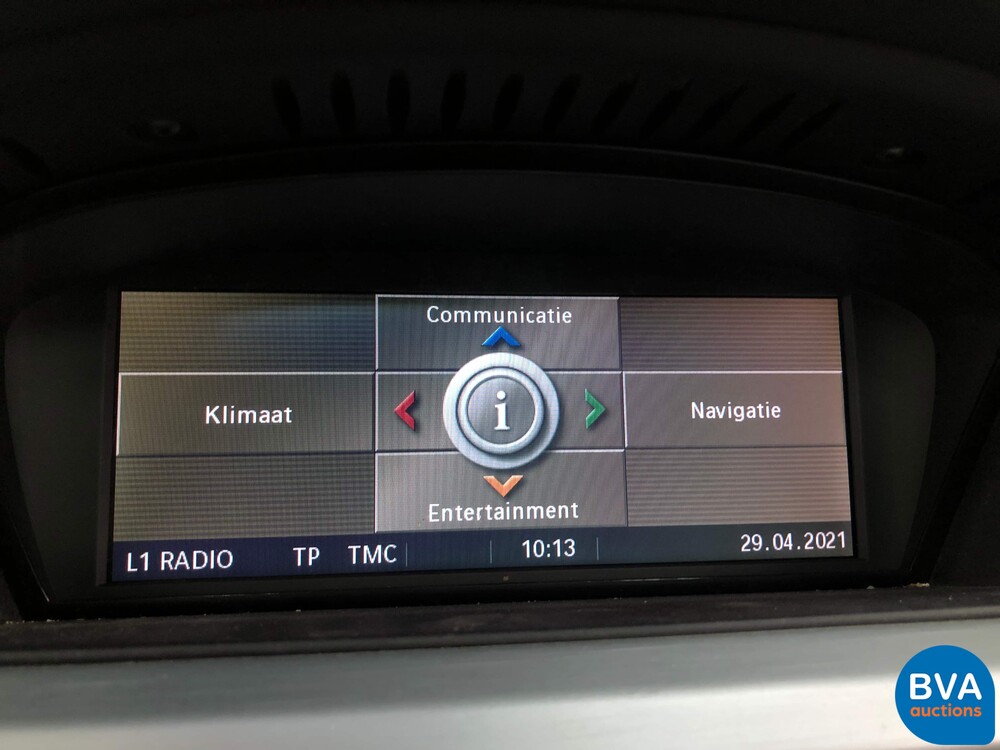 Communicatie
Klimaat
i
Navigatie
Entertainment
L1 RADIO TP TMC 10:13 29.04.2021
BVA
auctions